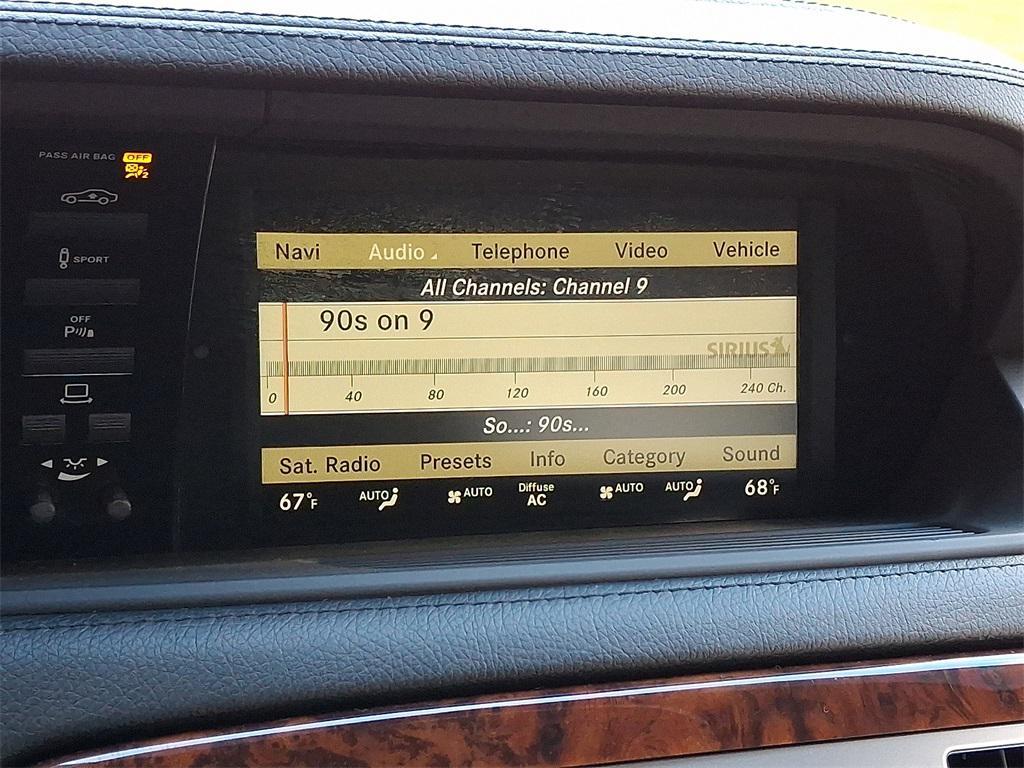 PASS AIR BAG OFF
2
SPORT
OFF
P
Navi Audio Telephone Video Vehicle
All Channels: Channel 9
90s on 9
SIRIUS
0 40 80 120 160 200 240 Ch.
So...: 90s...
Sat. Radio Presets Info Category Sound
67°F AUTO AUTO Diffuse AC AUTO AUTO 68°F